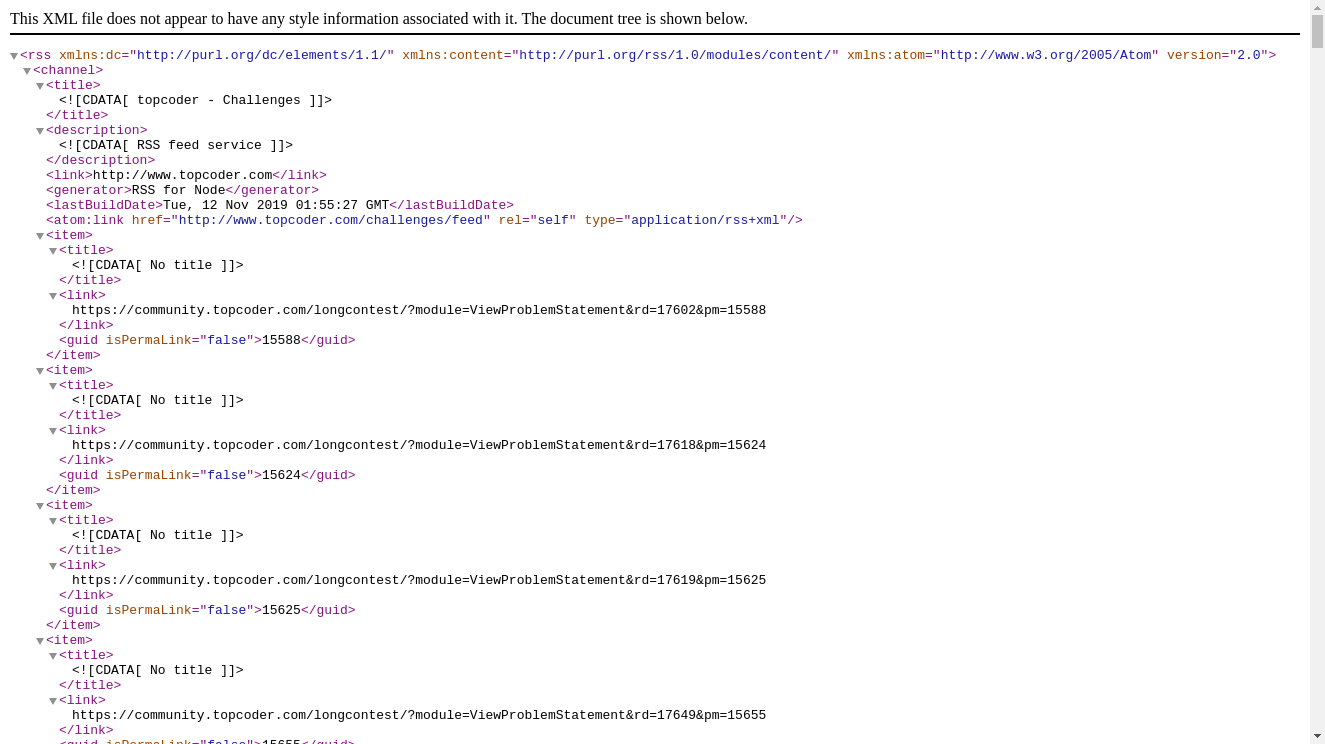 This XML file does not appear to have any style information associated with it. The document tree is shown below.
<rss xmlns:dc="http://purl.org/dc/elements/1.1/" xmlns:content="http://purl.org/rss/1.0/modules/content/" xmlns:atom="http://www.w3.org/2005/Atom" version="2.0">
<channel>
<title>
<![CDATA[ topcoder - Challenges ]]>
</title>
<description>
<![CDATA[ RSS feed service ]]>
</description>
<link>http://www.topcoder.com</link>
<generator>RSS for Node</generator>
<lastBuildDate>Tue, 12 Nov 2019 01:55:27 GMT</lastBuildDate>
<atom:link href="http://www.topcoder.com/challenges/feed" rel="self" type="application/rss+xml"/>
<item>
<title>
<![CDATA[ No title ]]>
</title>
<link>
https://community.topcoder.com/longcontest/?module=ViewProblemStatement&rd=17602&pm=15588
</link>
<guid isPermaLink="false">15588</guid>
</item>
<item>
<title>
<![CDATA[ No title ]]>
</title>
<link>
https://community.topcoder.com/longcontest/?module=ViewProblemStatement&rd=17618&pm=15624
</link>
<guid isPermaLink="false">15624</guid>
</item>
<item>
<title>
<![CDATA[ No title ]]>
</title>
<link>
https://community.topcoder.com/longcontest/?module=ViewProblemStatement&rd=17619&pm=15625
</link>
<guid isPermaLink="false">15625</guid>
</item>
<item>
<title>
<![CDATA[ No title ]]>
</title>
<link>
https://community.topcoder.com/longcontest/?module=ViewProblemStatement&rd=17649&pm=15655
</link>
<guid isPermaLink="false">15655</guid>